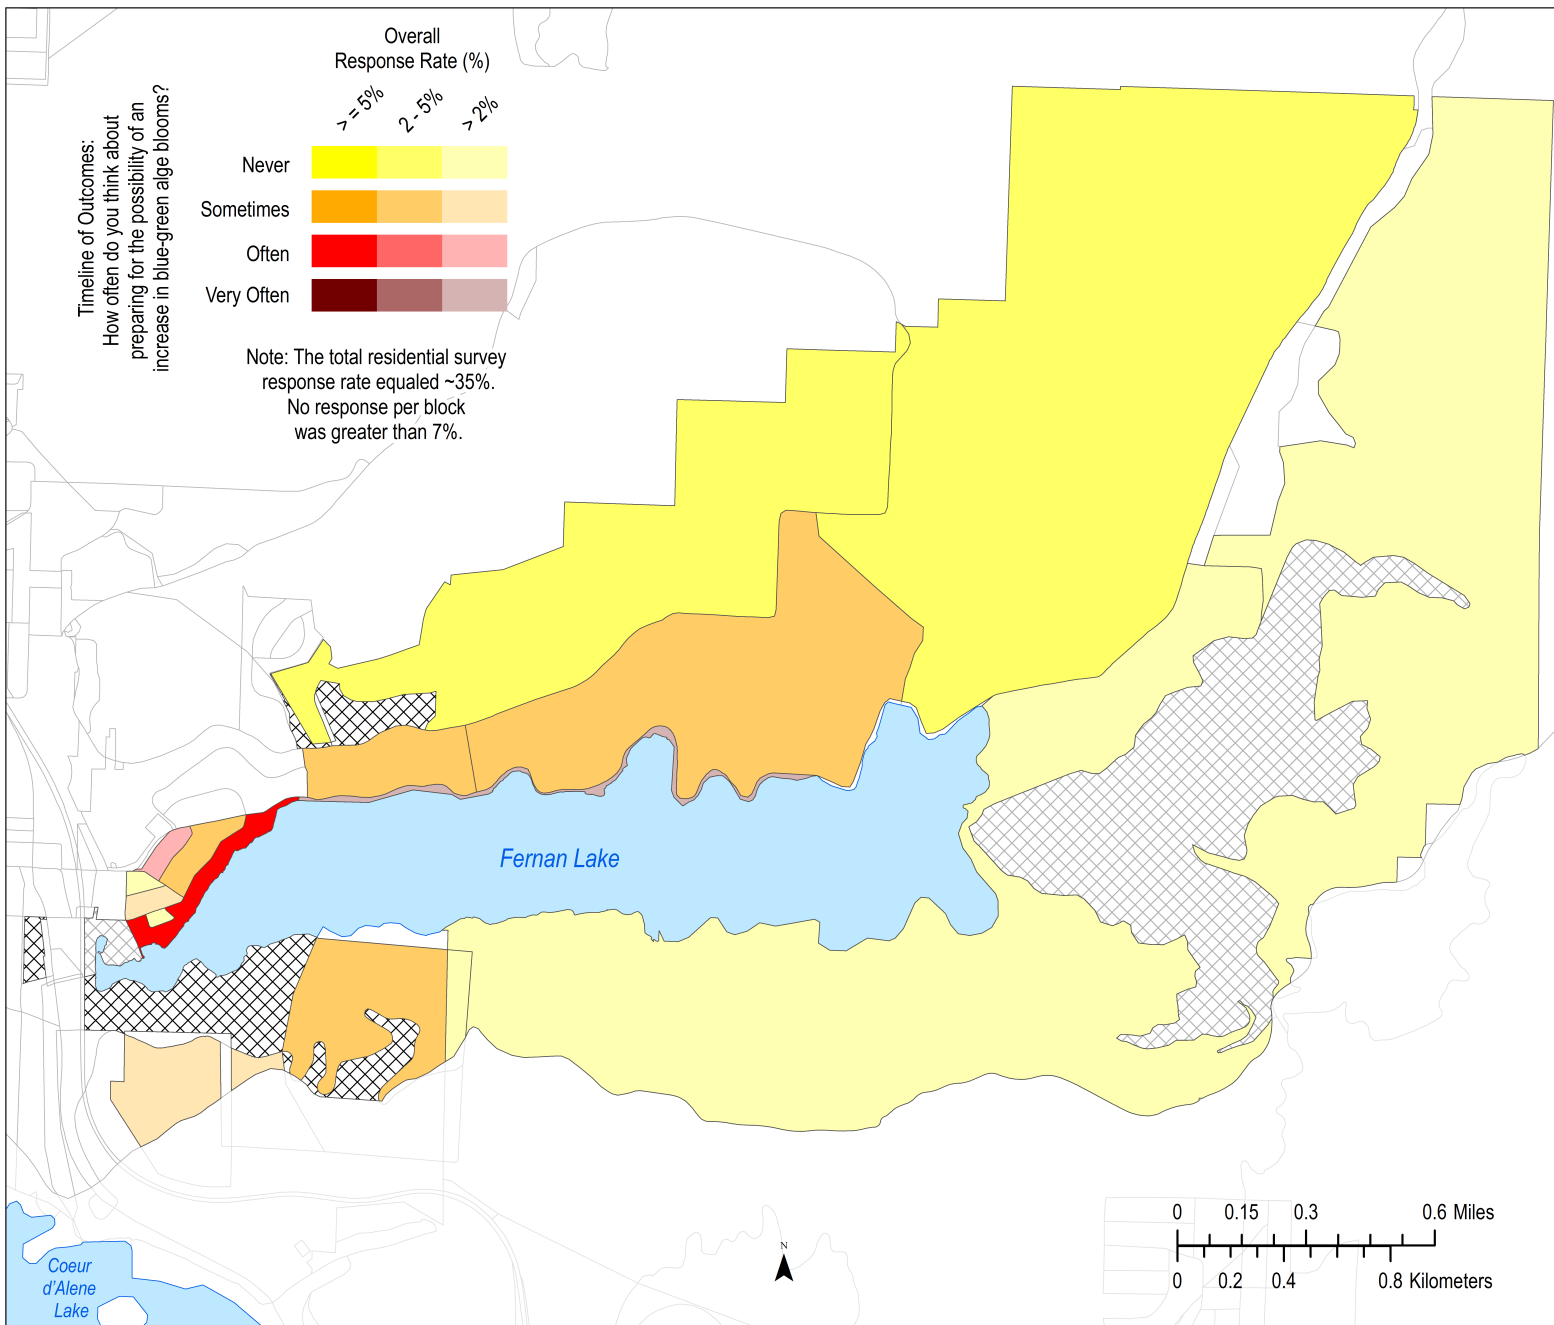 Overall
Response Rate (%)
> = 5%
2 - 5%
> 2%
Never
Sometimes
Often
Very Often
Timeline of Outcomes:
How often do you think about
preparing for the possibility of an
increase in blue-green alge blooms?
Note: The total residential survey
response rate equaled ~35%.
No response per block
was greater than 7%.
Fernan Lake
Coeur
d'Alene
Lake
N
0 0.15 0.3 0.6 Miles
0 0.2 0.4 0.8 Kilometers